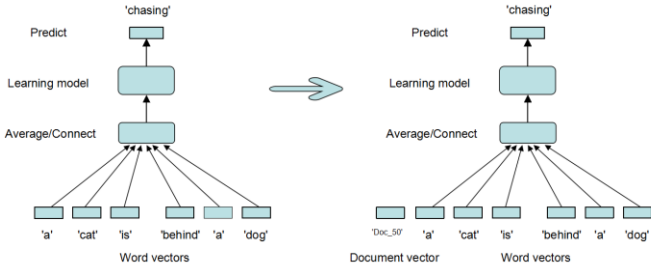 'chasing'
Predict
Learning model
Average/Connect
'a' 'cat' 'is' 'behind' 'a' 'dog'
Word vectors
'chasing'
Predict
Learning model
Average/Connect
'Doc_50' 'a' 'cat' 'is' 'behind' 'a' 'dog'
Document vector Word vectors